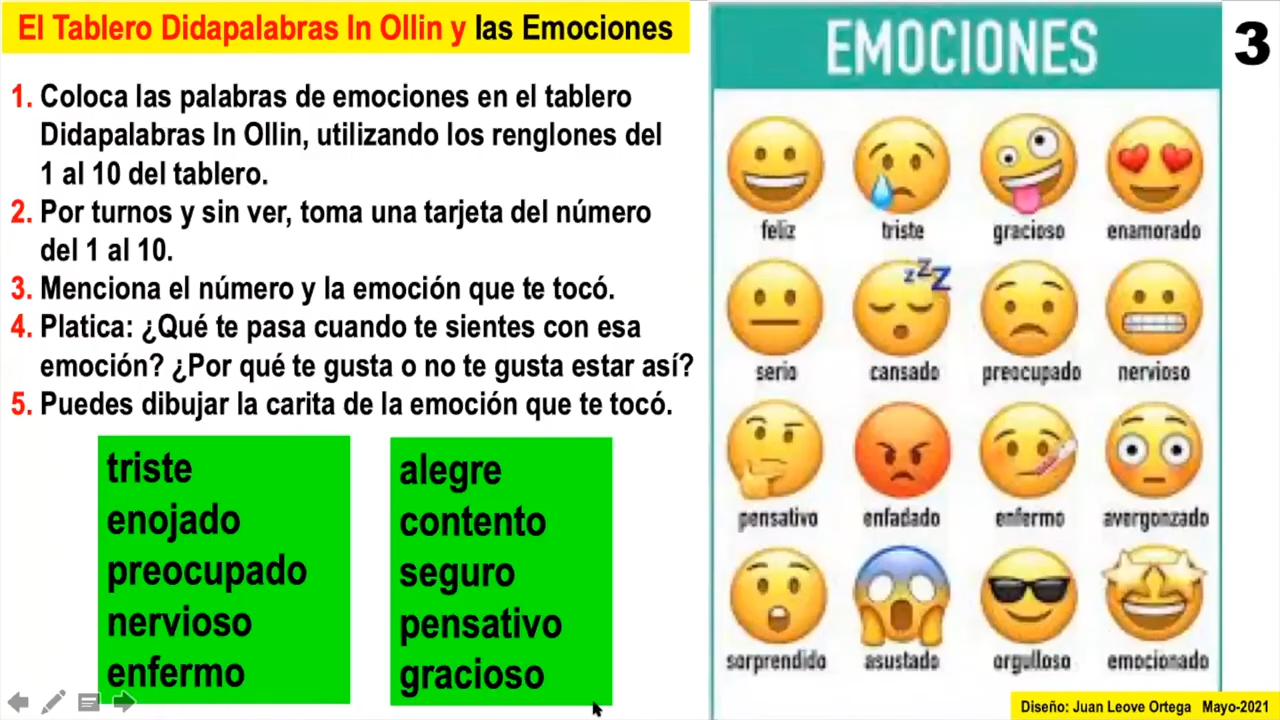 El Tablero Didapalabras In Ollin y las Emociones
1. Coloca las palabras de emociones en el tablero
Didapalabras In Ollin, utilizando los renglones del
1 al 10 del tablero.
2. Por turnos y sin ver, toma una tarjeta del número
del 1 al 10.
3. Menciona el número y la emoción que te tocó.
4. Platica: ¿Qué te pasa cuando te sientes con esa
emoción? ¿Por qué te gusta o no te gusta estar así?
5. Puedes dibujar la carita de la emoción que te tocó.
triste
enojado
preocupado
nervioso
enfermo
alegre
contento
seguro
pensativo
gracioso
EMOCIONES
3
feliz triste gracioso enamorado
zzZ
serio cansado preocupado nervioso
pensativo enfadado enfermo avergonzado
sorprendido asustado orgulloso emocionado
Diseño: Juan Leove Ortega Mayo-2021